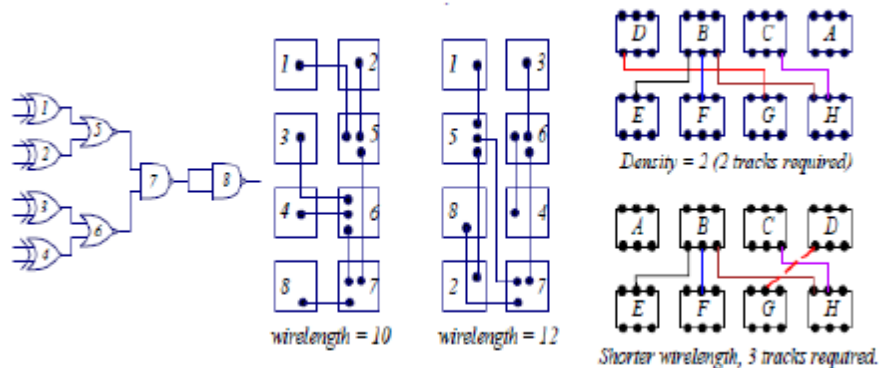 1
2
3
4
5
6
7
8
1 2
3 5
4 6
8 7
wirelength = 10
1 3
5 6
8 4
2 7
wirelength = 12
D B C A
E F G H
Density = 2 (2 tracks required)
A B C D
E F G H
Shorter wirelength, 3 tracks required.